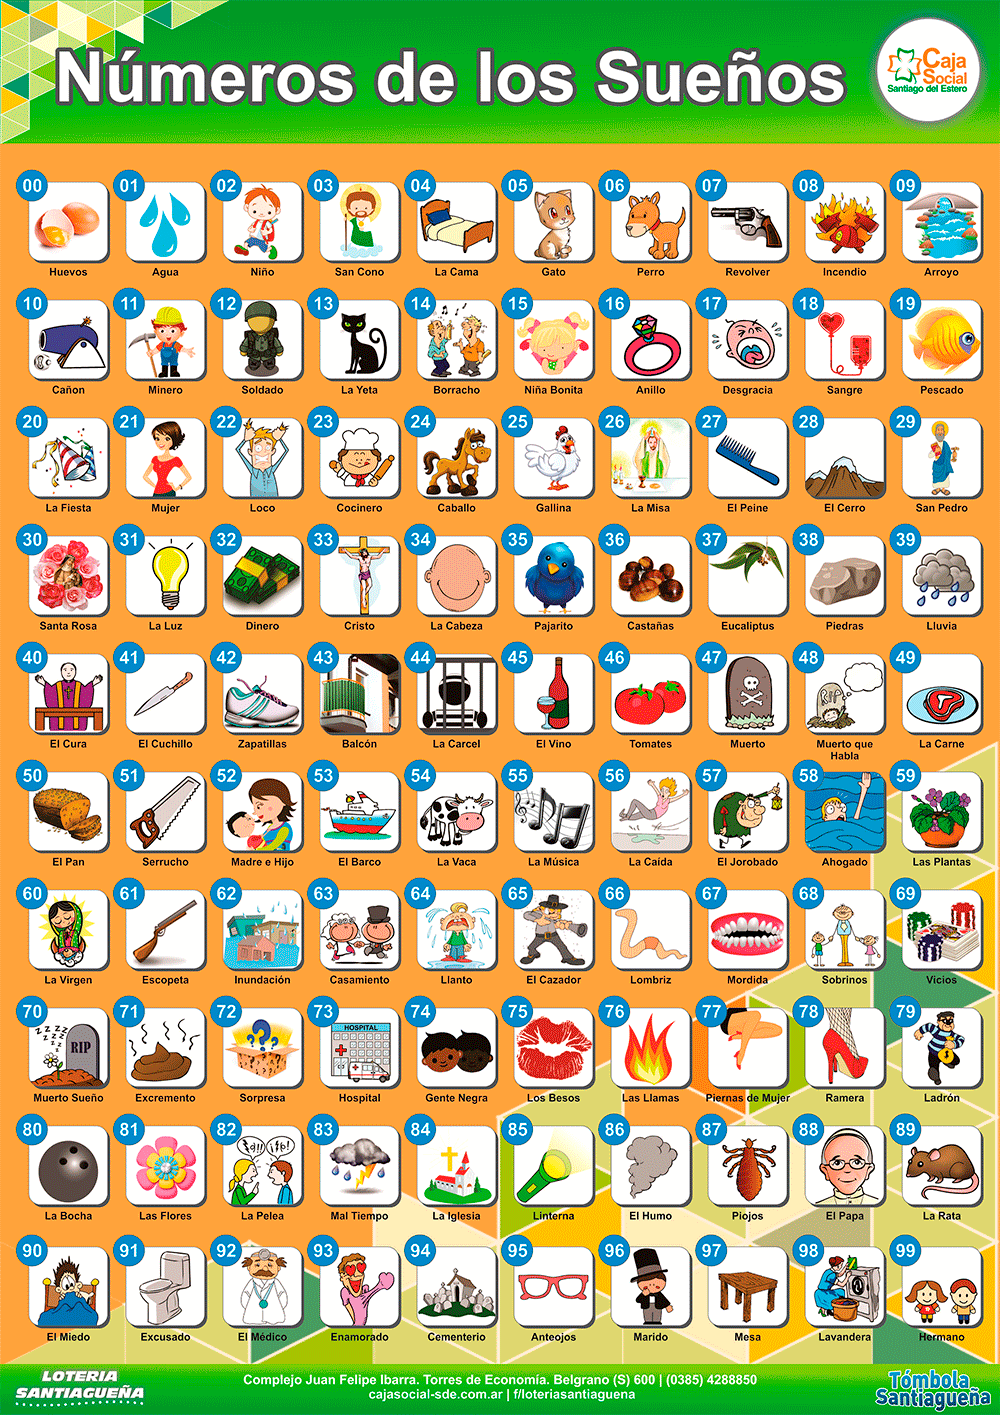 Números de los Sueños
Caja
Social
Santiago del Estero
00 01 02 03 04 05 06 07 08 09
Huevos Agua Niño San Cono La Cama Gato Perro Revolver Incendio Arroyo
10 11 12 13 14 15 16 17 18 19
Cañon Minero Soldado La Yeta Borracho Niña Bonita Anillo Desgracia Sangre Pescado
20 21 22 23 24 25 26 27 28 29
La Fiesta Mujer Loco Cocinero Caballo Gallina La Misa El Peine El Cerro San Pedro
30 31 32 33 34 35 36 37 38 39
Santa Rosa La Luz Dinero Cristo La Cabeza Pajarito Castañas Eucaliptus Piedras Lluvia
40 41 42 43 44 45 46 47 48 49
RIP
El Cura El Cuchillo Zapatillas Balcón La Carcel El Vino Tomates Muerto Muerto que La Carne
Habla
50 51 52 53 54 55 56 57 58 59
El Pan Serrucho Madre e Hijo El Barco La Vaca La Música La Caída El Jorobado Ahogado Las Plantas
60 61 62 63 64 65 66 67 68 69
La Virgen Escopeta Inundación Casamiento Llanto El Cazador Lombriz Mordida Sobrinos Vicios
70 71 72 73 74 75 76 77 78 79
HOSPITAL
z z z z
RIP
Muerto Sueño Excremento Sorpresa Hospital Gente Negra Los Besos Las Llamas Piernas de Mujer Ramera Ladrón
80 81 82 83 84 85 86 87 88 89
La Bocha Las Flores La Pelea Mal Tiempo La Iglesia Linterna El Humo Piojos El Papa La Rata
90 91 92 93 94 95 96 97 98 99
El Miedo Excusado El Médico Enamorado Cementerio Anteojos Marido Mesa Lavandera Hermano
LOTERIA
SANTIAGUEÑA
Complejo Juan Felipe Ibarra. Torres de Economía. Belgrano (S) 600 | (0385) 4288850
cajasocial-sde.com.ar | f/loteriasantiaguena
Tómbola
Santiagueña